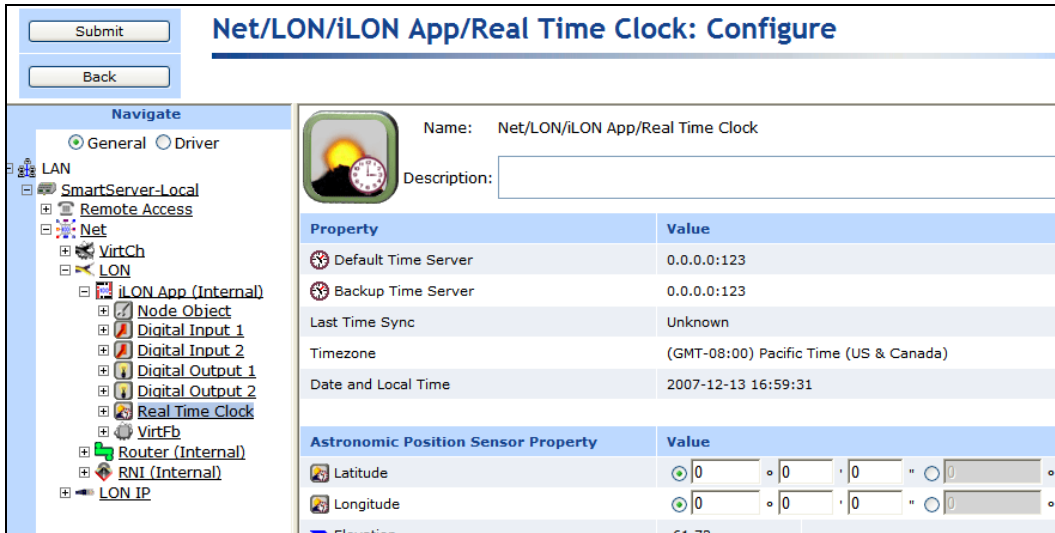 Submit
Net/LON/iLON App/Real Time Clock: Configure
Back
Navigate
General Driver
LAN
SmartServer-Local
Remote Access
Net
VirtCh
LON
iLON App (Internal)
Node Object
Digital Input 1
Digital Input 2
Digital Output 1
Digital Output 2
Real Time Clock
VirtFb
Router (Internal)
RNI (Internal)
LON IP
Name: Net/LON/iLON App/Real Time Clock
Description:
Property Value
Default Time Server 0.0.0.0:123
Backup Time Server 0.0.0.0:123
Last Time Sync Unknown
Timezone (GMT-08:00) Pacific Time (US & Canada)
Date and Local Time 2007-12-13 16:59:31
Astronomic Position Sensor Property Value
Latitude 0 ° 0 ' 0 " 0 °
Longitude 0 ° 0 ' 0 " 0 °